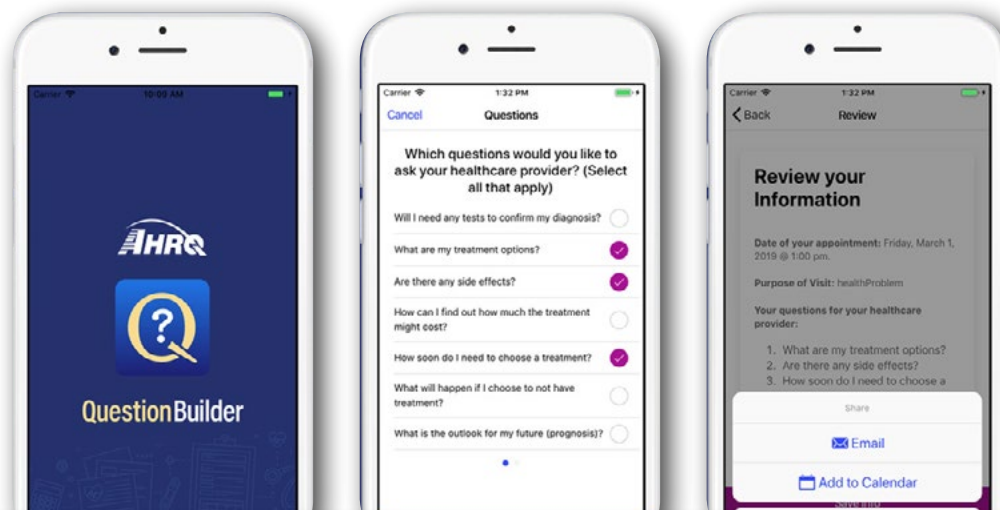 Carrier
10:09 AM
AHRQ
?
QuestionBuilder
Carrier
1:32 PM
Cancel
Questions
Which questions would you like to
ask your healthcare provider? (Select
all that apply)
Will I need any tests to confirm my diagnosis?
What are my treatment options?
Are there any side effects?
How can I find out how much the treatment
might cost?
How soon do I need to choose a treatment?
What will happen if I choose to not have
treatment?
What is the outlook for my future (prognosis)?
Carrier
1:32 PM
Back
Review
Review your
Information
Date of your appointment: Friday, March 1,
2019 @ 1:00 pm.
Purpose of Visit: healthProblem
Your questions for your healthcare
provider:
1. What are my treatment options?
2. Are there any side effects?
3. How soon do I need to choose a
Share
Email
Add to Calendar
Save Info